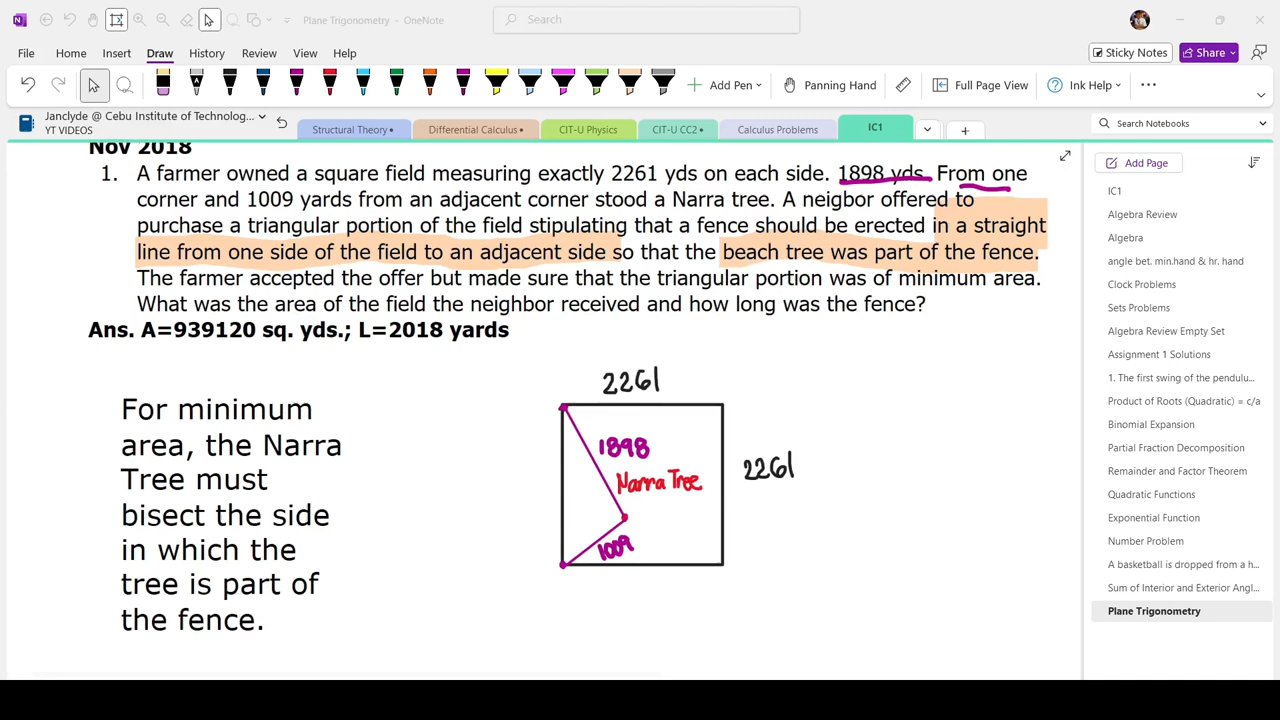 Plane Trigonometry - OneNote
Search
File Home Insert Draw History Review View Help
Sticky Notes Share
Add Pen Panning Hand Full Page View Ink Help
Janclyde @ Cebu Institute of Technolog...
YT VIDEOS
Structural Theory Differential Calculus CIT-U Physics CIT-U CC2 Calculus Problems IC1
Search Notebooks
Nov 2018
1. A farmer owned a square field measuring exactly 2261 yds on each side. 1898 yds. From one
corner and 1009 yards from an adjacent corner stood a Narra tree. A neigbor offered to
purchase a triangular portion of the field stipulating that a fence should be erected in a straight
line from one side of the field to an adjacent side so that the beach tree was part of the fence.
The farmer accepted the offer but made sure that the triangular portion was of minimum area.
What was the area of the field the neighbor received and how long was the fence?
Ans. A=939120 sq. yds.; L=2018 yards
For minimum
area, the Narra
Tree must
bisect the side
in which the
tree is part of
the fence.
2261
1898
Narra Tree
2261
1009
Add Page
IC1
Algebra Review
Algebra
angle bet. min.hand & hr. hand
Clock Problems
Sets Problems
Algebra Review Empty Set
Assignment 1 Solutions
1. The first swing of the pendulu...
Product of Roots (Quadratic) = c/a
Binomial Expansion
Partial Fraction Decomposition
Remainder and Factor Theorem
Quadratic Functions
Exponential Function
Number Problem
A basketball is dropped from a h...
Sum of Interior and Exterior Angl...
Plane Trigonometry